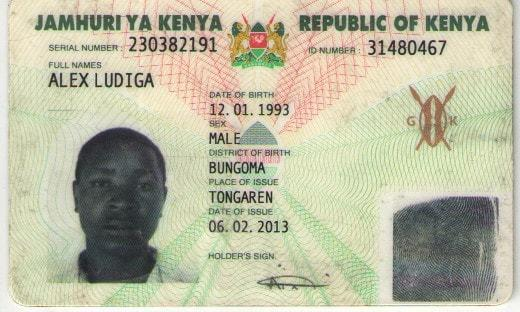 JAMHURI YA KENYA REPUBLIC OF KENYA
SERIAL NUMBER: 230382191 ID NUMBER: 31480467
FULL NAMES
ALEX LUDIGA
DATE OF BIRTH
12. 01. 1993
SEX
MALE
DISTRICT OF BIRTH
BUNGOMA
PLACE OF ISSUE
TONGAREN
DATE OF ISSUE
06. 02. 2013
HOLDER'S SIGN.
G K